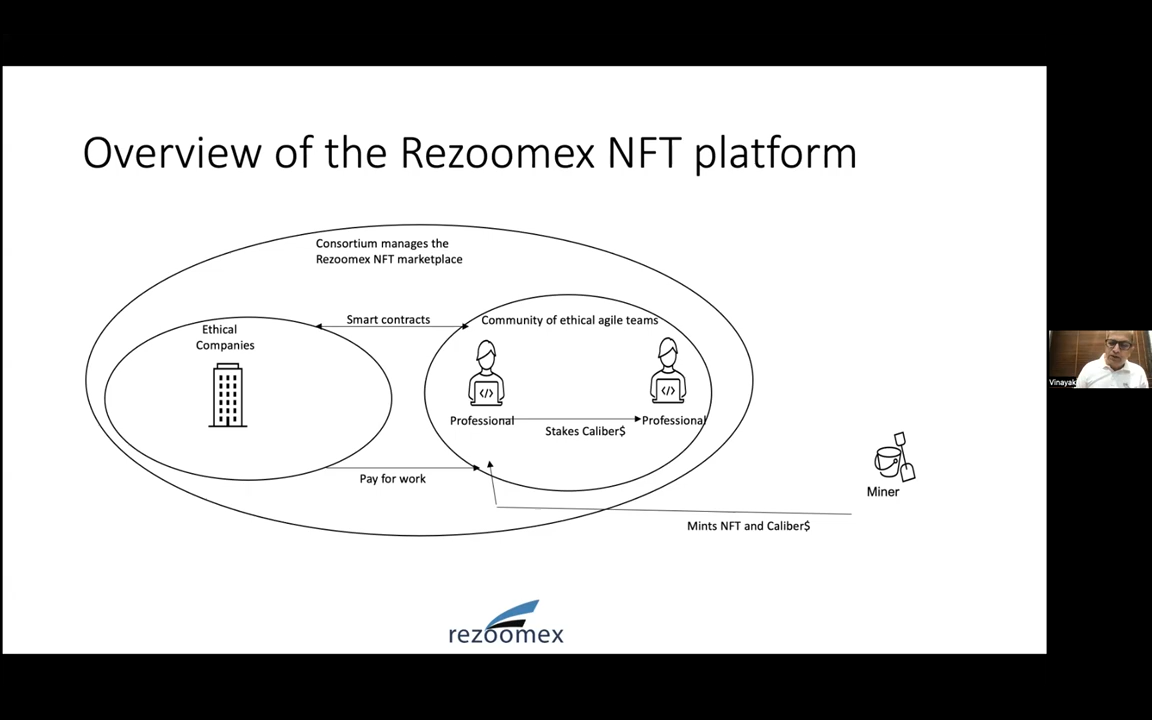 Overview of the Rezoomex NFT platform
Consortium manages the
Rezoomex NFT marketplace
Smart contracts
Ethical
Companies
Community of ethical agile teams
Professional
Professional
Stakes Caliber$
Pay for work
Miner
Mints NFT and Caliber$
rezoomex
Vinayak